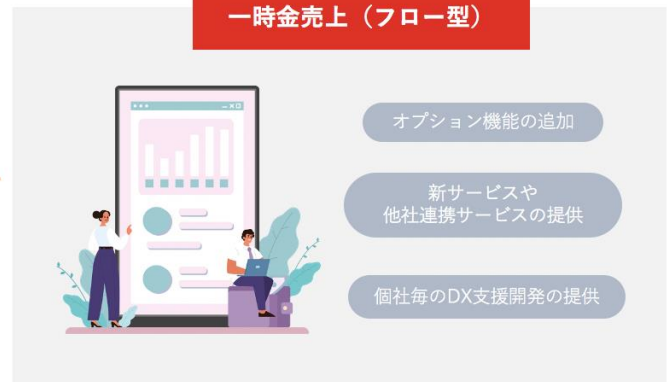 一時金売上（フロー型）
オプション機能の追加
新サービスや
他社連携サービスの提供
個社毎のDX支援開発の提供